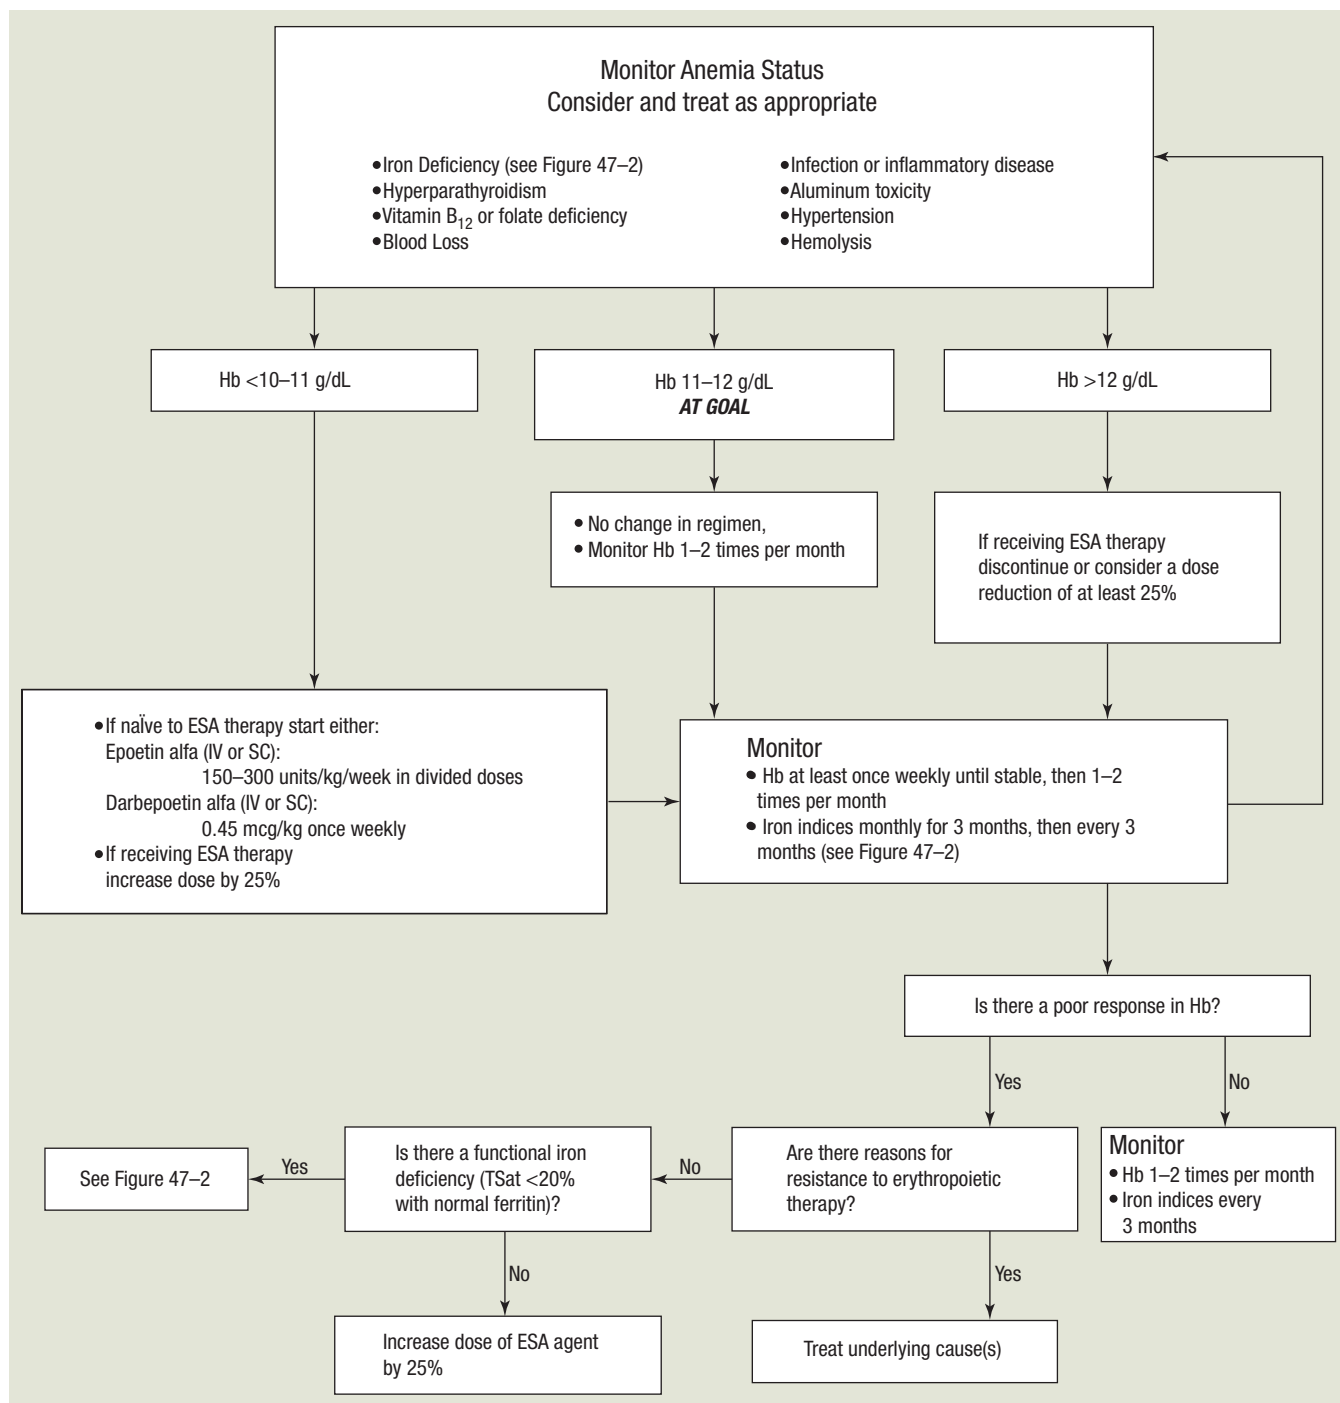 Monitor Anemia Status
Consider and treat as appropriate
•Iron Deficiency (see Figure 47–2)
•Hyperparathyroidism
•Vitamin B12 or folate deficiency
•Blood Loss
•Infection or inflammatory disease
•Aluminum toxicity
•Hypertension
•Hemolysis
Hb <10–11 g/dL
Hb 11–12 g/dL
AT GOAL
Hb >12 g/dL
• No change in regimen,
• Monitor Hb 1–2 times per month
If receiving ESA therapy
discontinue or consider a dose
reduction of at least 25%
•If naÏve to ESA therapy start either:
Epoetin alfa (IV or SC):
150–300 units/kg/week in divided doses
Darbepoetin alfa (IV or SC):
0.45 mcg/kg once weekly
•If receiving ESA therapy
increase dose by 25%
Monitor
• Hb at least once weekly until stable, then 1–2
times per month
• Iron indices monthly for 3 months, then every 3
months (see Figure 47–2)
Is there a poor response in Hb?
Yes
No
See Figure 47–2
Yes
Is there a functional iron
deficiency (TSat <20%
with normal ferritin)?
No
Are there reasons for
resistance to erythropoietic
therapy?
Monitor
• Hb 1–2 times per month
• Iron indices every
3 months
No
Yes
Increase dose of ESA agent
by 25%
Treat underlying cause(s)